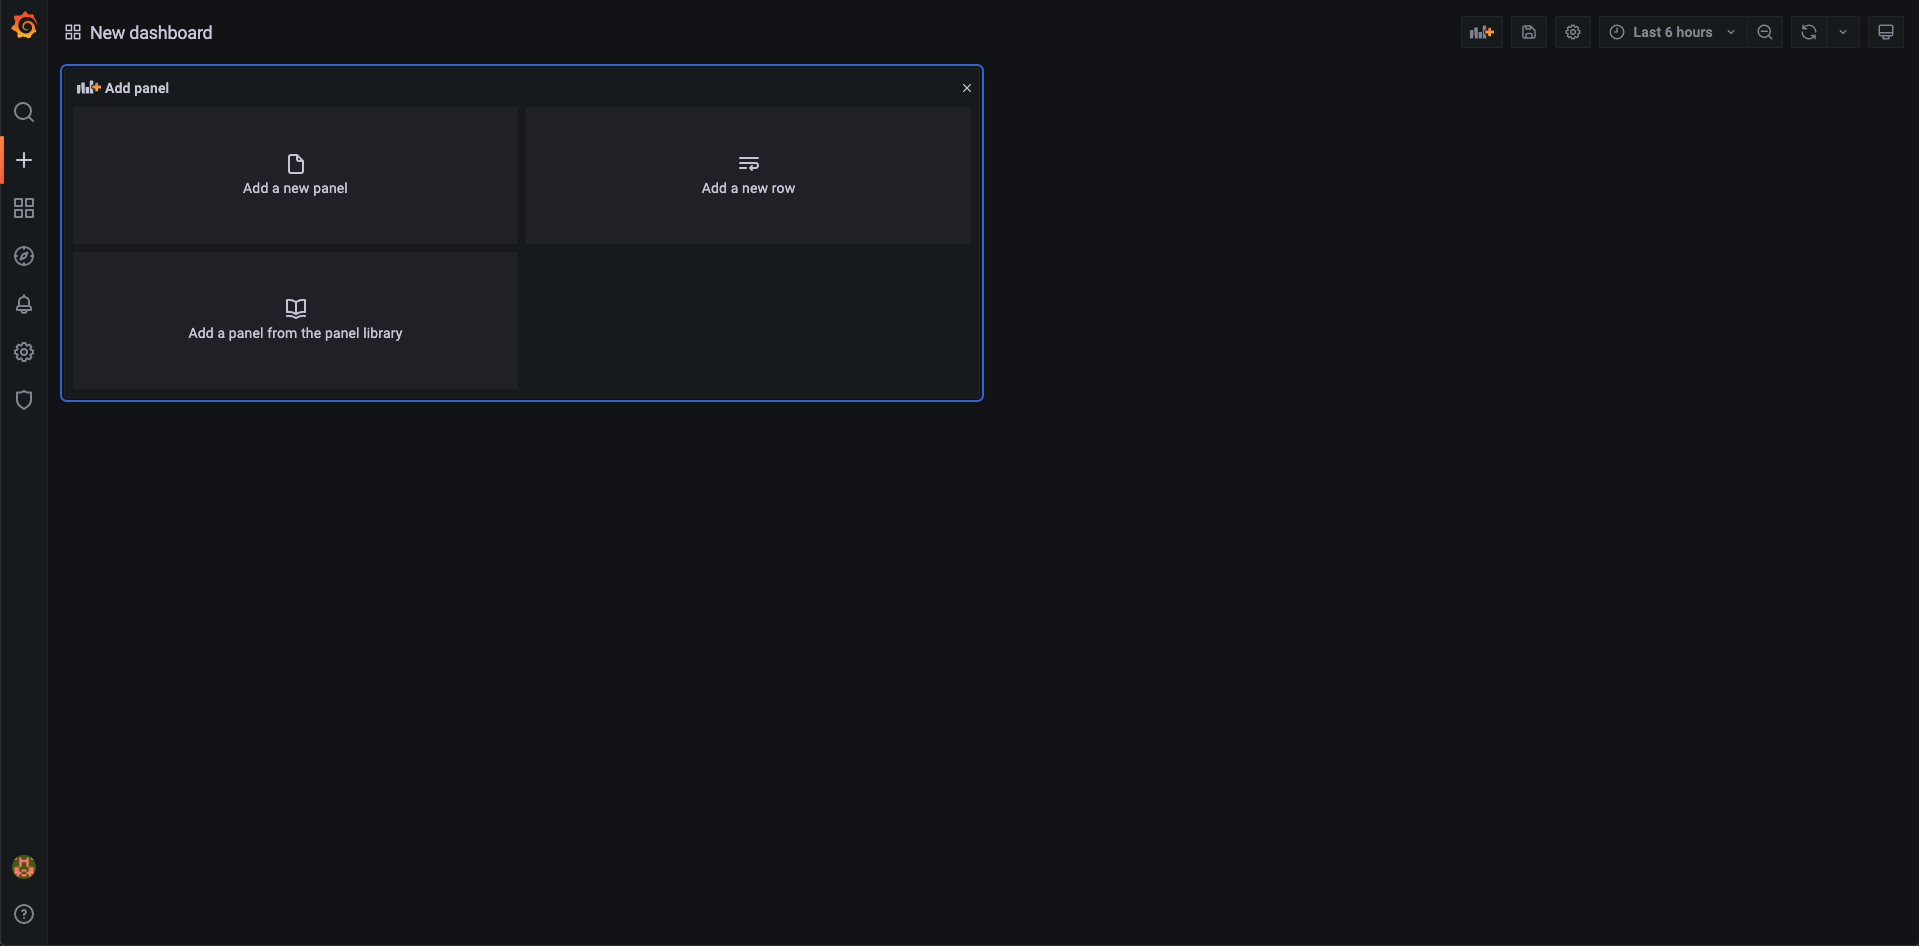 New dashboard
Last 6 hours
Add panel
Add a new panel
Add a new row
Add a panel from the panel library